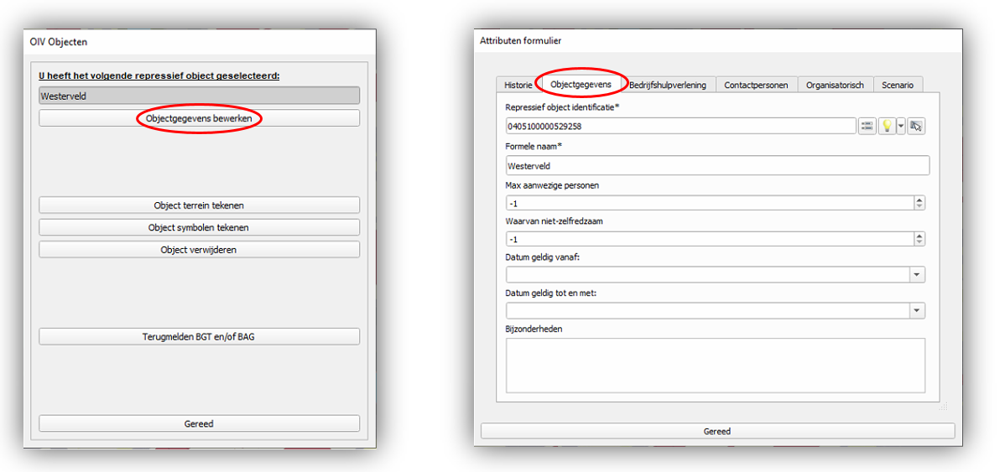 OIV Objecten
U heeft het volgende repressief object geselecteerd:
Westerveld
Objectgegevens bewerken
Object terrein tekenen
Object symbolen tekenen
Object verwijderen
Terugmelden BGT en/of BAG
Gereed
Attributen formulier
Historie Objectgegevens Bedrijfshulpverlening Contactpersonen Organisatorisch Scenario
Repressief object identificatie*
0405100000529258
Formele naam*
Westerveld
Max aanwezige personen
-1
Waarvan niet-zelfredzaam
-1
Datum geldig vanaf:
Datum geldig tot en met:
Bijzonderheden
Gereed